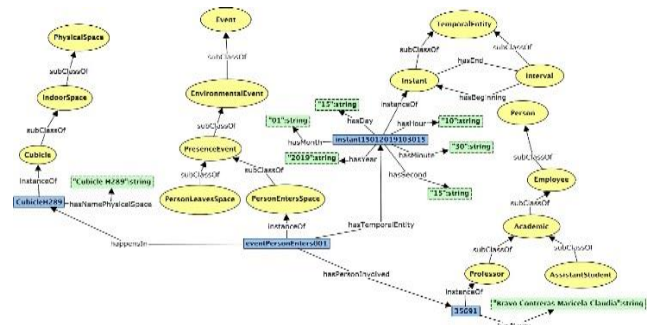 Event
TemporalEntity
PhysicalSpace
subClassOf
subClassOf
subClassOf
hasEnd
subClassOf
Instant
Interval
IndoorSpace
EnvironmentalEvent
instanceOf
hasBeginning
"15":string
Person
subClassOf
subClassOf
"01":string
hasDay
hasHour
"10":string
hasMonth
instant15012019103015
Cubicle
PresenceEvent
"2019":string
hasYear
hasMinute
"30":string
subClassOf
instanceOf
"Cubicle H289":string
subClassOf
subClassOf
hasSecond
Employee
CubicleH289
hasNamePhysicalSpace
PersonLeavesSpace
PersonEntersSpace
"15":string
subClassOf
instanceOf
hasTemporalEntity
Academic
happensIn
eventPersonEnters001
subClassOf
subClassOf
hasPersonInvolved
Professor
AssistantStudent
instanceOf
"Bravo Contreras Maricela Claudia":string
35691